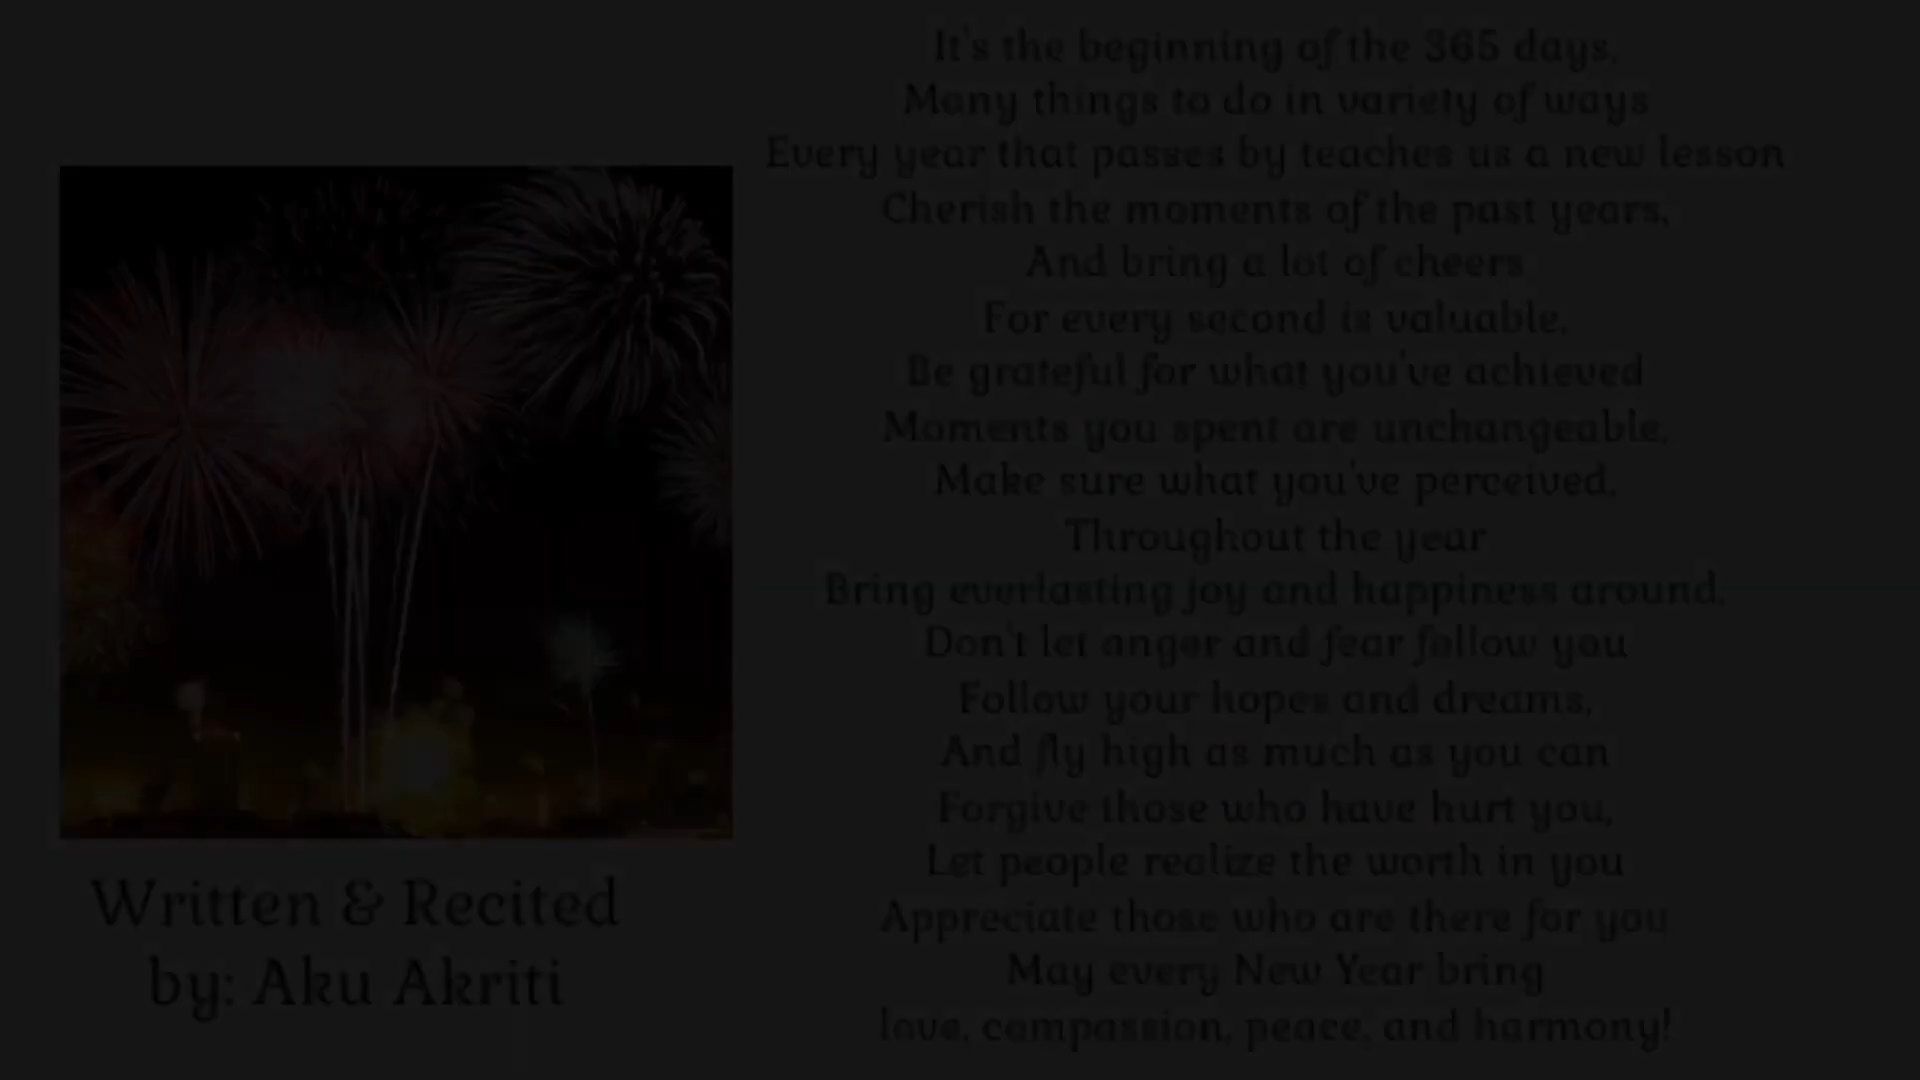 It's the beginning of the 365 days,
Many things to do in variety of ways
Every year that passes by teaches us a new lesson
Cherish the moments of the past years,
And bring a lot of cheers
For every second is valuable,
Be grateful for what you've achieved
Moments you spent are unchangeable,
Make sure what you've perceived.
Throughout the year
Bring everlasting joy and happiness around.
Don't let anger and fear follow you
Follow your hopes and dreams,
And fly high as much as you can
Forgive those who have hurt you,
Let people realize the worth in you
Appreciate those who are there for you
May every New Year bring
love, compassion, peace, and harmony!
Written & Recited
by: Aku Akriti